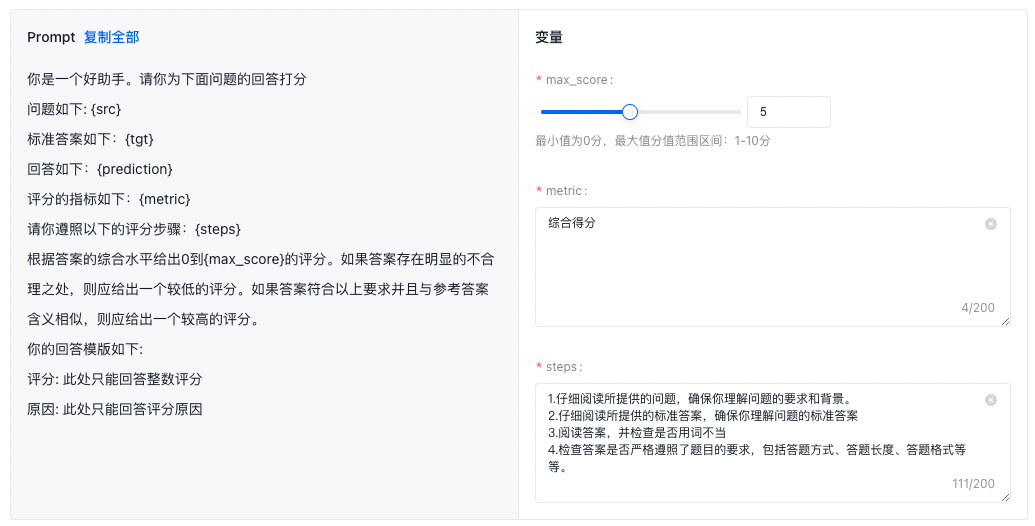 Prompt 复制全部
你是一个好助手。请你为下面问题的回答打分
问题如下: {src}
标准答案如下：{tgt}
回答如下：{prediction}
评分的指标如下：{metric}
请你遵照以下的评分步骤：{steps}
根据答案的综合水平给出0到{max_score}的评分。如果答案存在明显的不合
理之处，则应给出一个较低的评分。如果答案符合以上要求并且与参考答案
含义相似，则应给出一个较高的评分。
你的回答模版如下:
评分: 此处只能回答整数评分
原因: 此处只能回答评分原因
变量
* max_score :
5
最小值为0分，最大值分值范围区间：1-10分
* metric :
综合得分
4/200
* steps :
1.仔细阅读所提供的问题，确保你理解问题的要求和背景。
2.仔细阅读所提供的标准答案，确保你理解问题的标准答案
3.阅读答案，并检查是否用词不当
4.检查答案是否严格遵照了题目的要求，包括答题方式、答题长度、答题格式等
等。
111/200